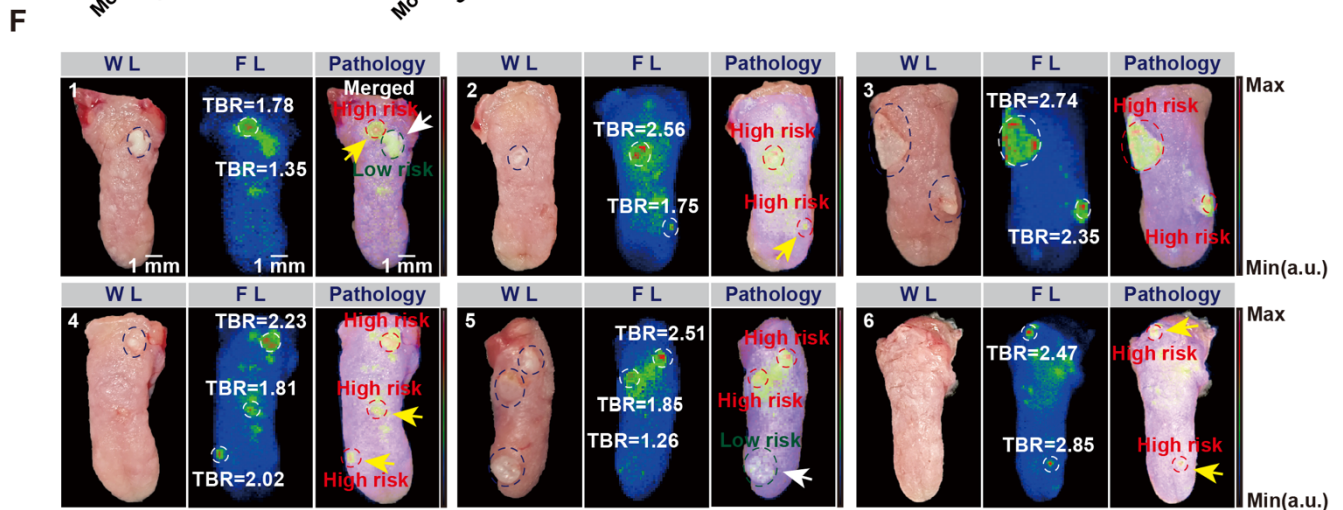 Mo
Mo
F
W L
F L
Pathology
W L
F L
Pathology
W L
F L
Pathology
1
TBR=1.78
TBR=1.35
Merged
High risk
Low risk
1 mm
1 mm
1 mm
2
TBR=2.56
TBR=1.75
High risk
High risk
3
TBR=2.74
TBR=2.35
High risk
High risk
Max
Min(a.u.)
W L
F L
Pathology
W L
F L
Pathology
W L
F L
Pathology
4
TBR=2.23
TBR=1.81
TBR=2.02
High risk
High risk
High risk
5
TBR=2.51
TBR=1.85
TBR=1.26
High risk
High risk
Low risk
6
TBR=2.47
TBR=2.85
High risk
High risk
Max
Min(a.u.)